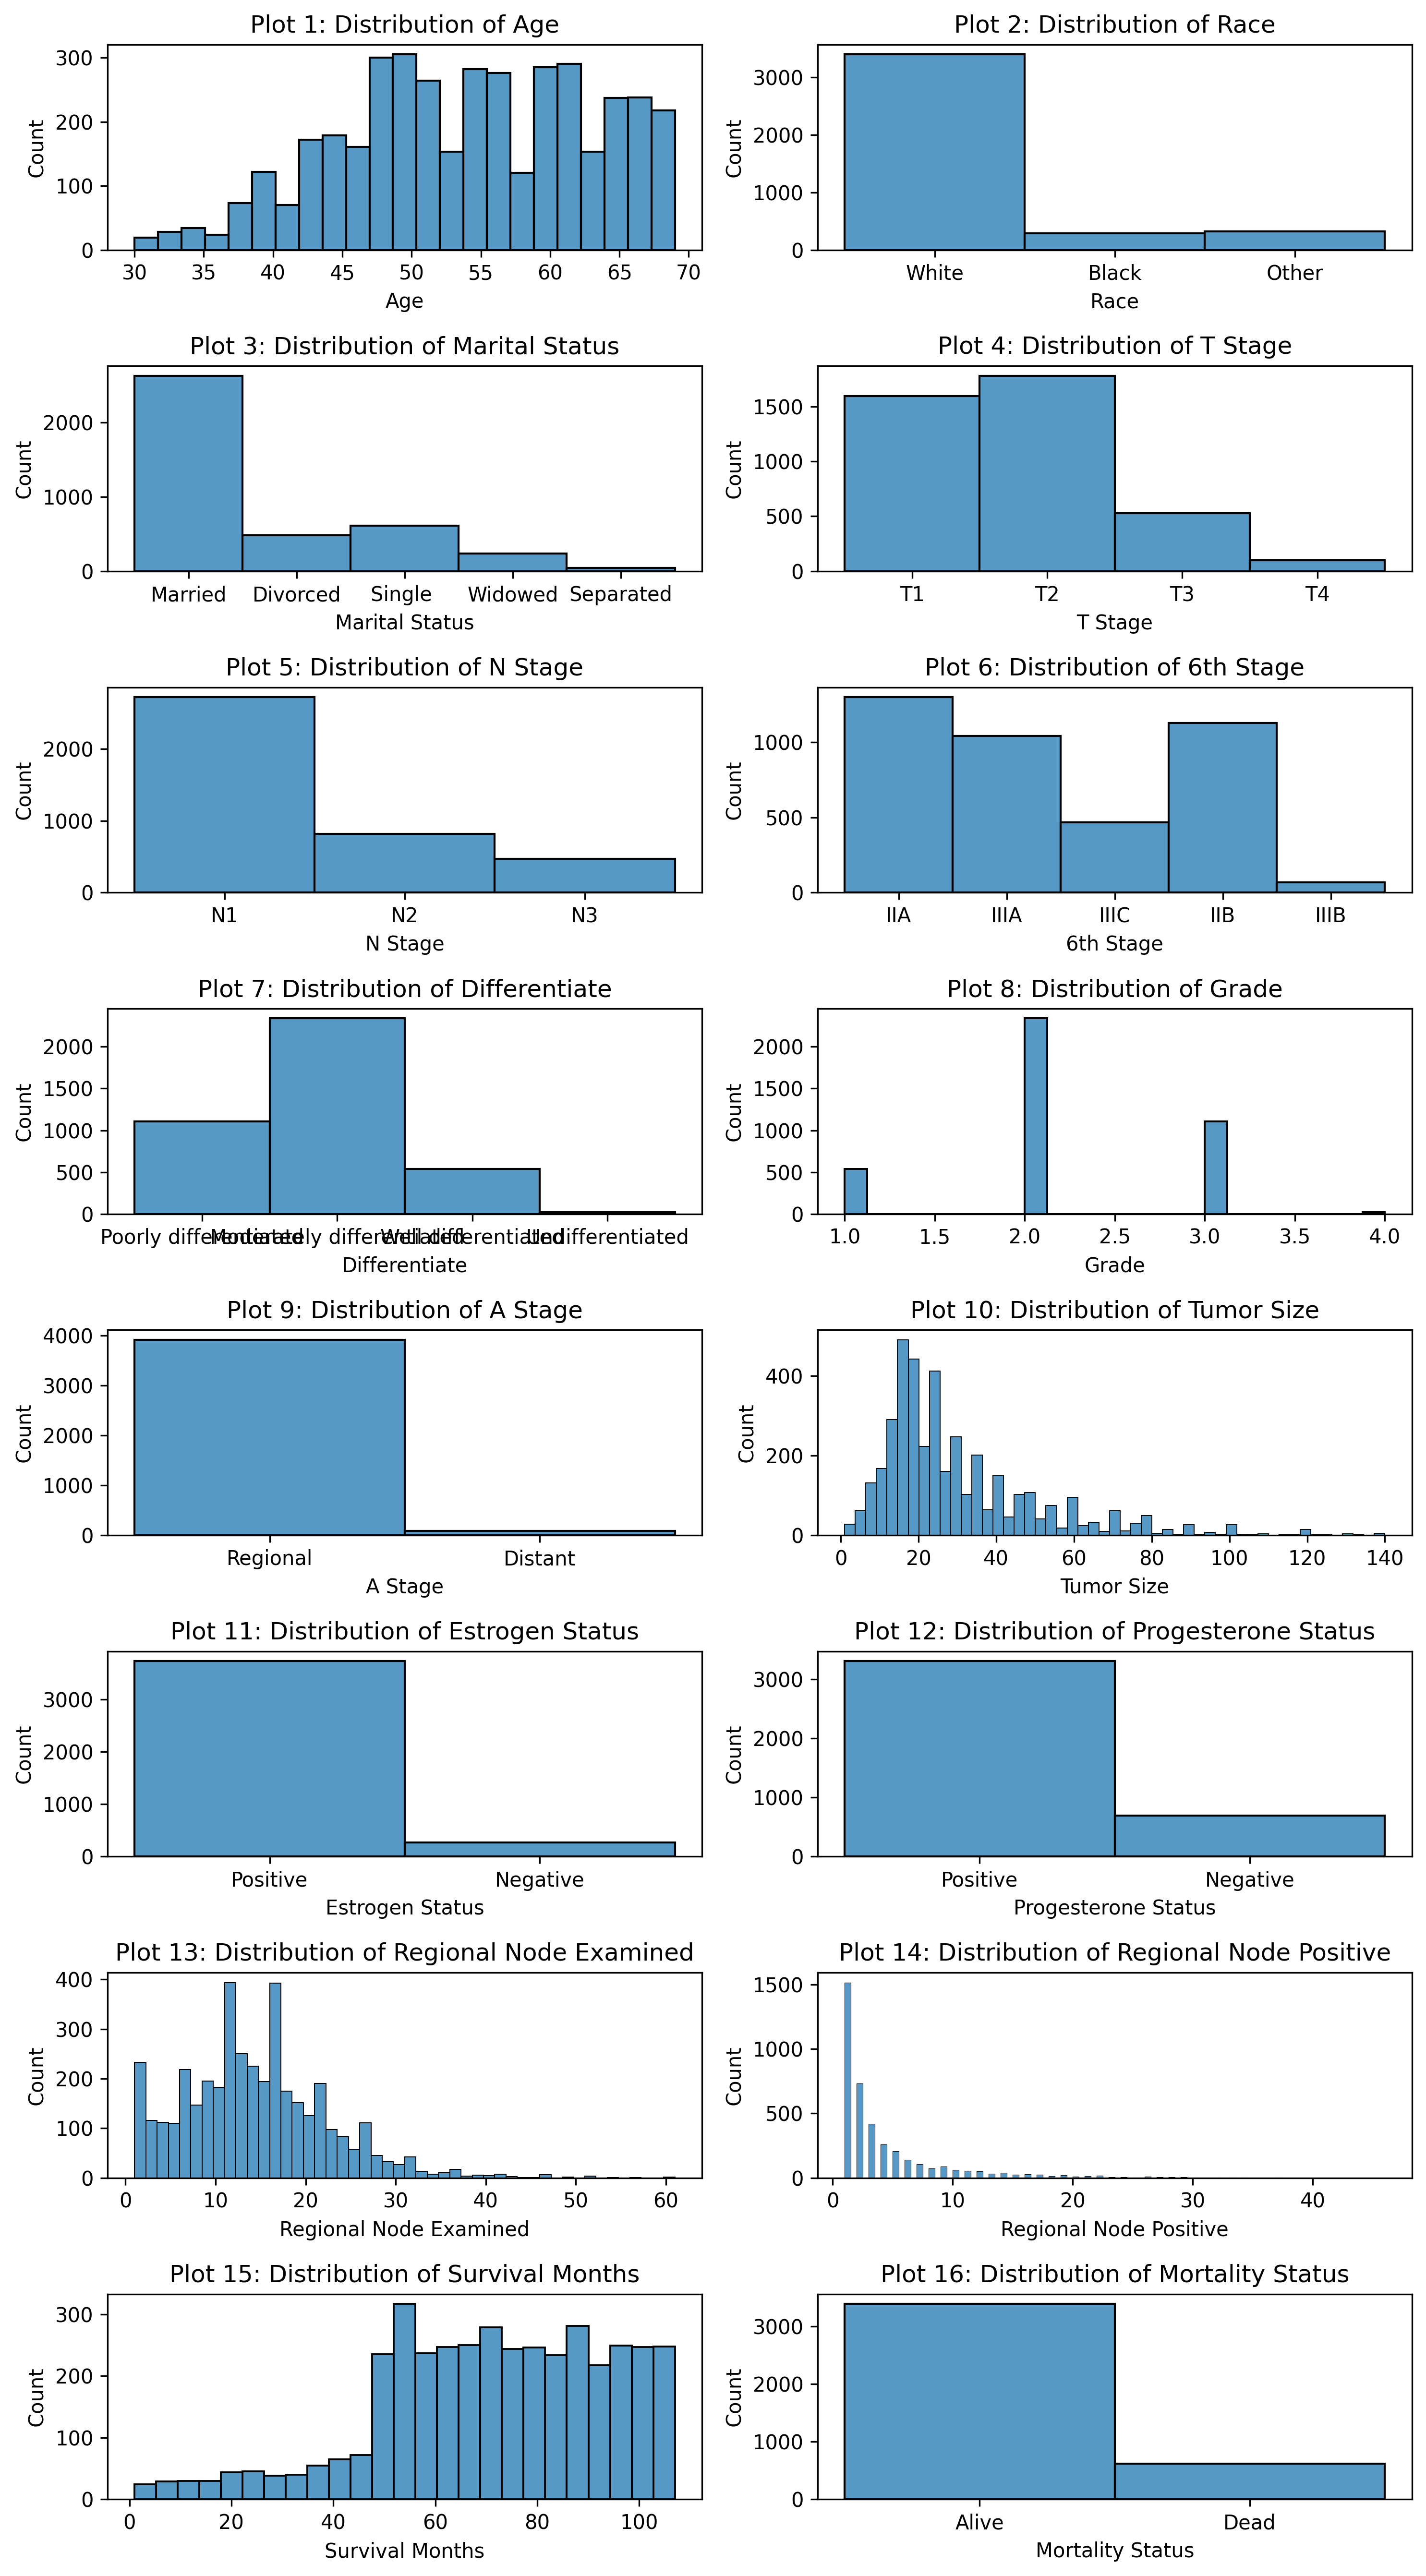 Plot 1: Distribution of Age
Count
300
200
100
0
30 35 40 45 50 55 60 65 70
Age
Plot 2: Distribution of Race
Count
3000
2000
1000
0
White Black Other
Race
Plot 3: Distribution of Marital Status
Count
2000
1000
0
Married Divorced Single Widowed Separated
Marital Status
Plot 4: Distribution of T Stage
Count
1500
1000
500
0
T1 T2 T3 T4
T Stage
Plot 5: Distribution of N Stage
Count
2000
1000
0
N1 N2 N3
N Stage
Plot 6: Distribution of 6th Stage
Count
1000
500
0
IIA IIIA IIIC IIB IIIB
6th Stage
Plot 7: Distribution of Differentiate
Count
2000
1500
1000
500
0
Poorly differentiated Moderately differentiated Well differentiated Undifferentiated
Differentiate
Plot 8: Distribution of Grade
Count
2000
1500
1000
500
0
1.0 1.5 2.0 2.5 3.0 3.5 4.0
Grade
Plot 9: Distribution of A Stage
Count
4000
3000
2000
1000
0
Regional Distant
A Stage
Plot 10: Distribution of Tumor Size
Count
400
200
0
0 20 40 60 80 100 120 140
Tumor Size
Plot 11: Distribution of Estrogen Status
Count
3000
2000
1000
0
Positive Negative
Estrogen Status
Plot 12: Distribution of Progesterone Status
Count
3000
2000
1000
0
Positive Negative
Progesterone Status
Plot 13: Distribution of Regional Node Examined
Count
400
300
200
100
0
0 10 20 30 40 50 60
Regional Node Examined
Plot 14: Distribution of Regional Node Positive
Count
1500
1000
500
0
0 10 20 30 40
Regional Node Positive
Plot 15: Distribution of Survival Months
Count
300
200
100
0
0 20 40 60 80 100
Survival Months
Plot 16: Distribution of Mortality Status
Count
3000
2000
1000
0
Alive Dead
Mortality Status